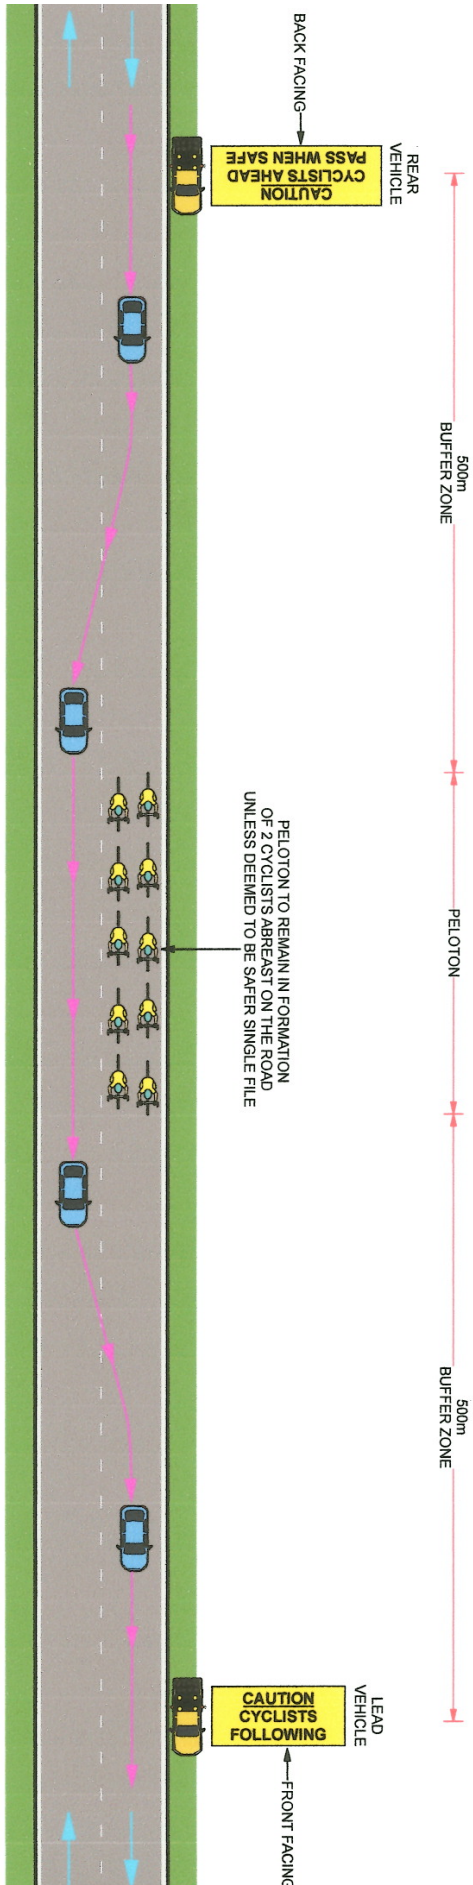 BACK FACING
REAR
VEHICLE
CAUTION
CYCLISTS AHEAD
PASS WHEN SAFE
500m
BUFFER ZONE
PELOTON
PELOTON TO REMAIN IN FORMATION
OF 2 CYCLISTS ABREAST ON THE ROAD
UNLESS DEEMED TO BE SAFER SINGLE FILE
500m
BUFFER ZONE
LEAD
VEHICLE
CAUTION
CYCLISTS
FOLLOWING
FRONT FACING